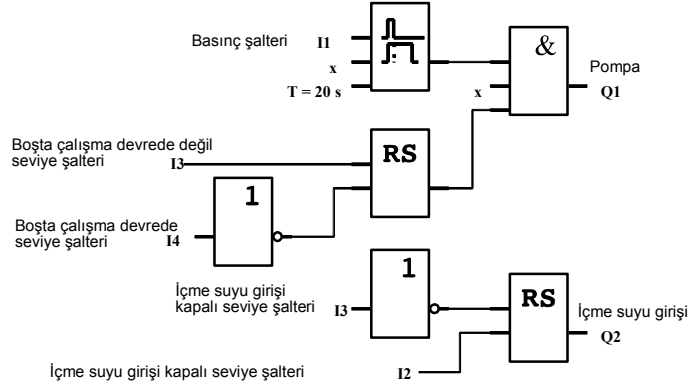 Basınç şalteri I1
x
T = 20 s
&
x
Pompa
Q1
Boşta çalışma devrede değil
seviye şalteri I3
RS
1
Boşta çalışma devrede
seviye şalteri I4
1
İçme suyu girişi
kapalı seviye şalteri I3
RS
İçme suyu girişi
Q2
İçme suyu girişi kapalı seviye şalteri I2